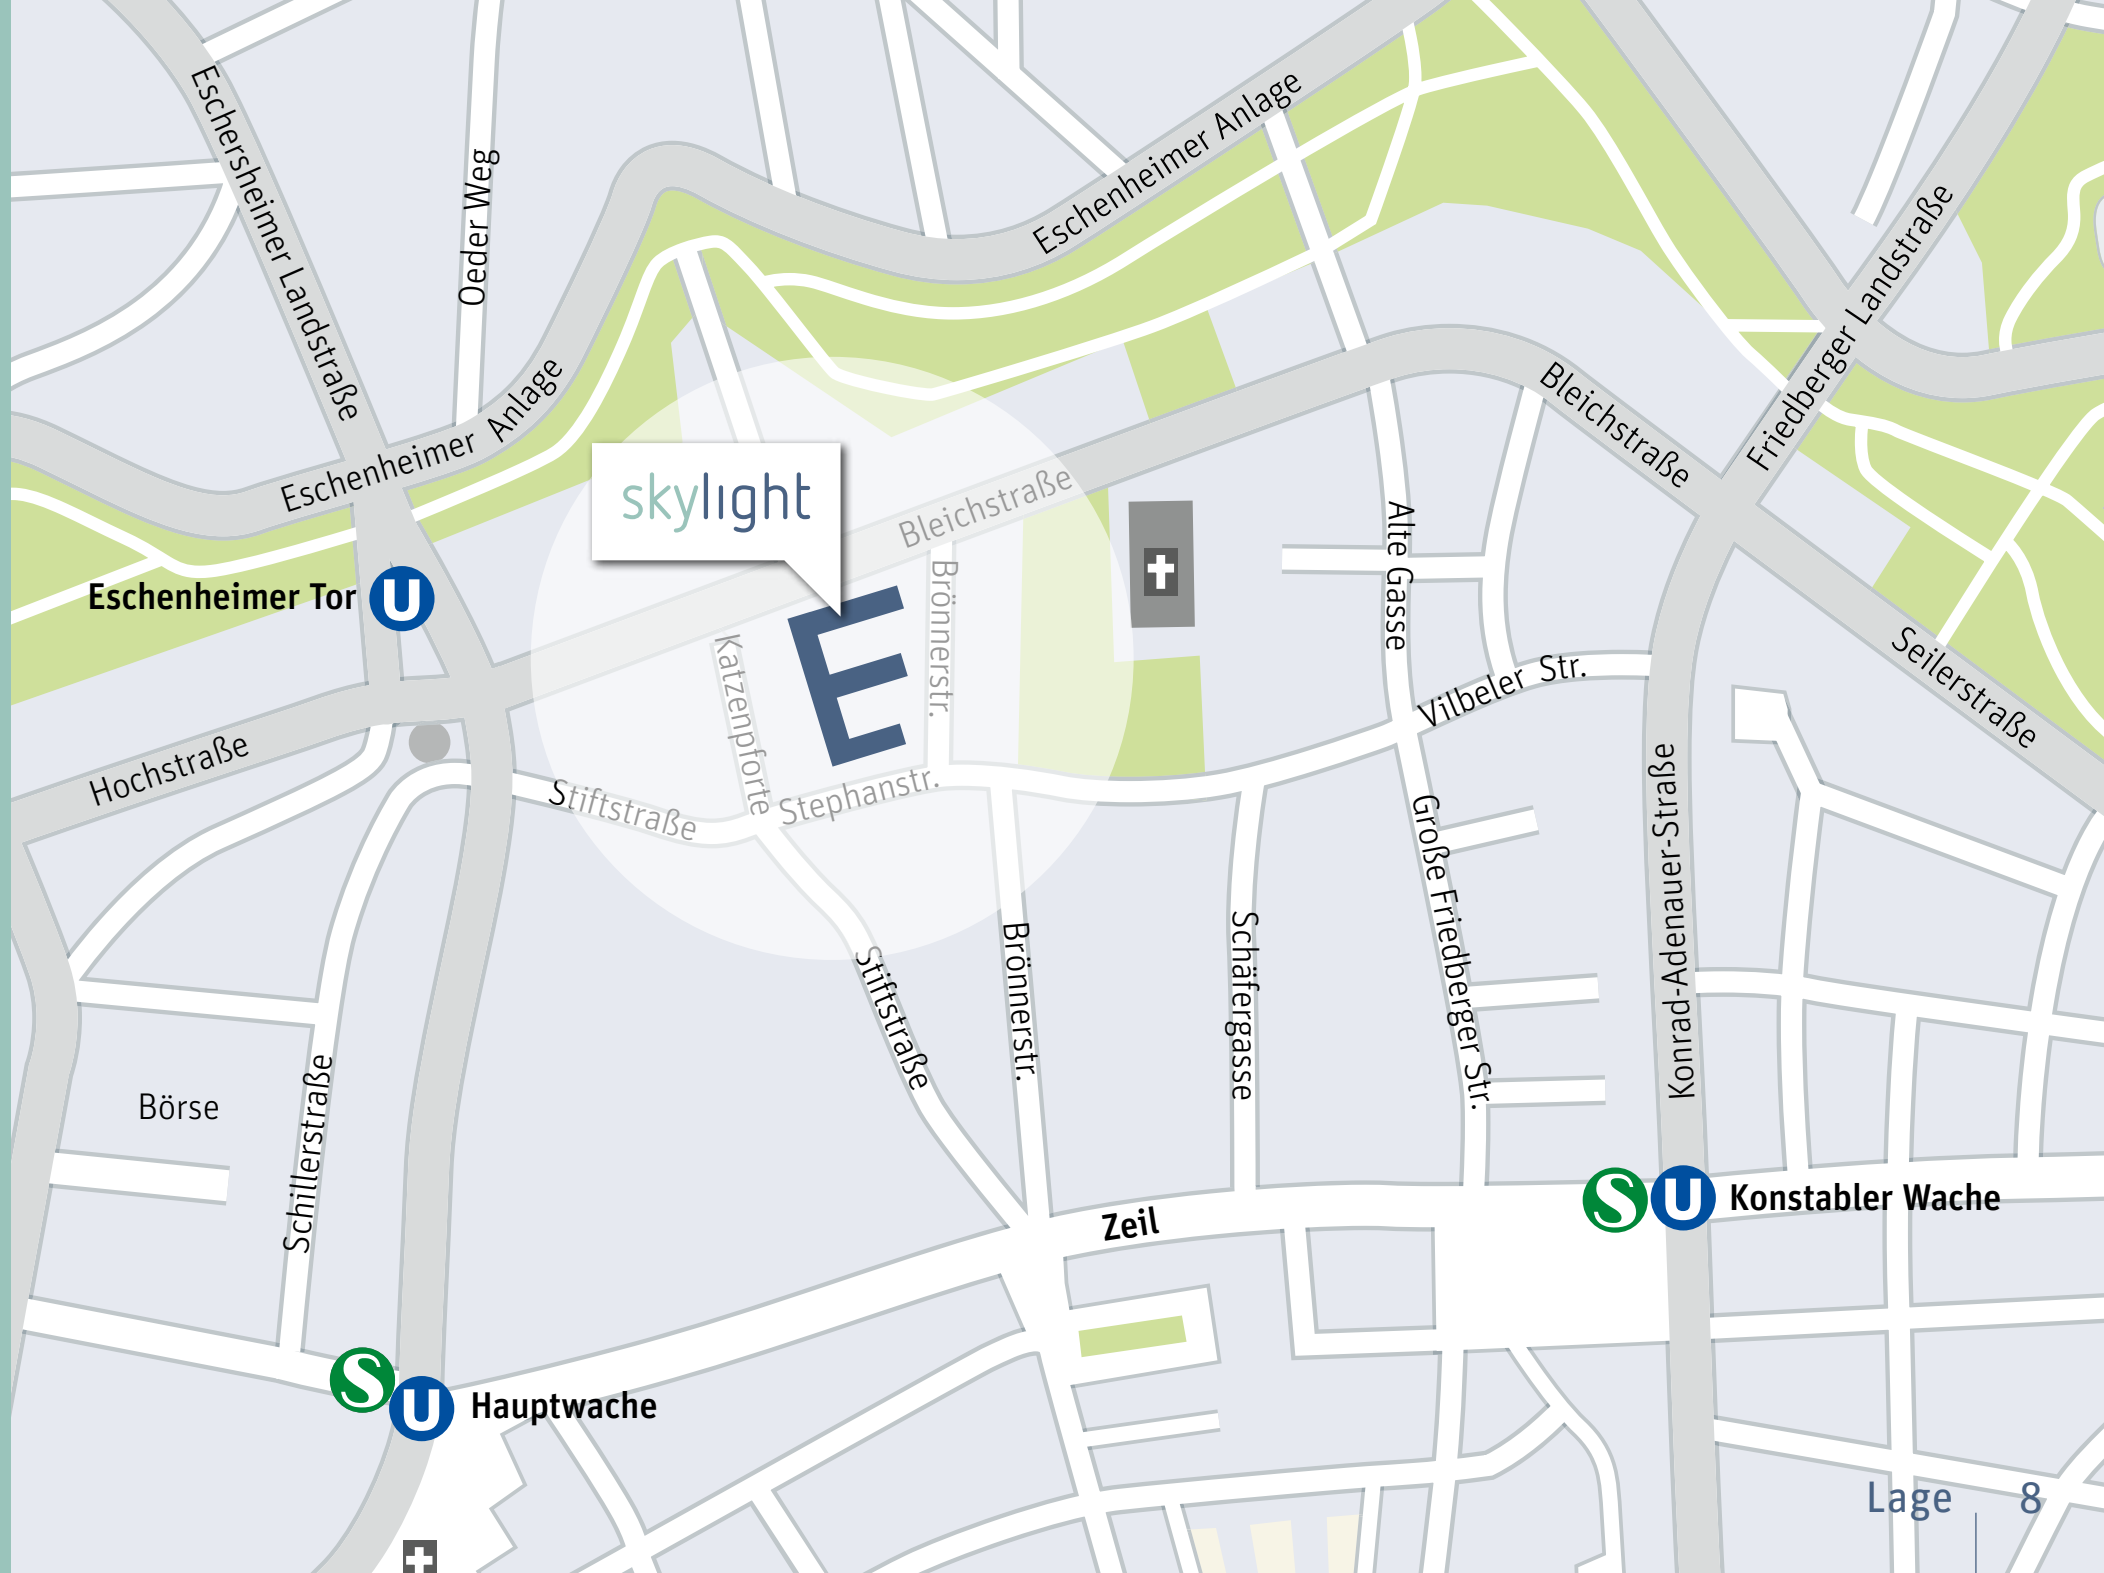 Eschersheimer Landstraße
Oeder Weg
Eschenheimer Anlage
Eschenheimer Anlage
Friedberger Landstraße
Bleichstraße
skylight
Bleichstraße
Alte Gasse
Brönnerstr.
Eschenheimer Tor
U
E
Katzenpforte
Vilbeler Str.
Seilerstraße
Hochstraße
Stiftstraße
Stephanstr.
Große Friedberger Str.
Konrad-Adenauer-Straße
Stiftstraße
Brönnerstr.
Schäfergasse
Börse
Schillerstraße
Zeil
S U Konstabler Wache
S U Hauptwache
Lage 8